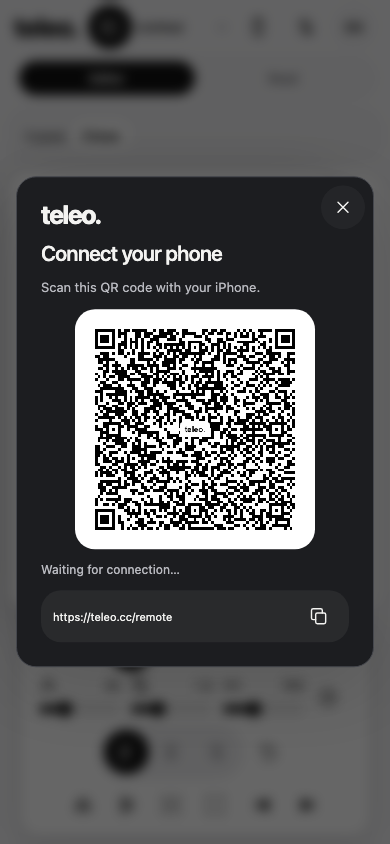 teleo.
Connect your phone
Scan this QR code with your iPhone.
teleo.
Waiting for connection...
https://teleo.cc/remote